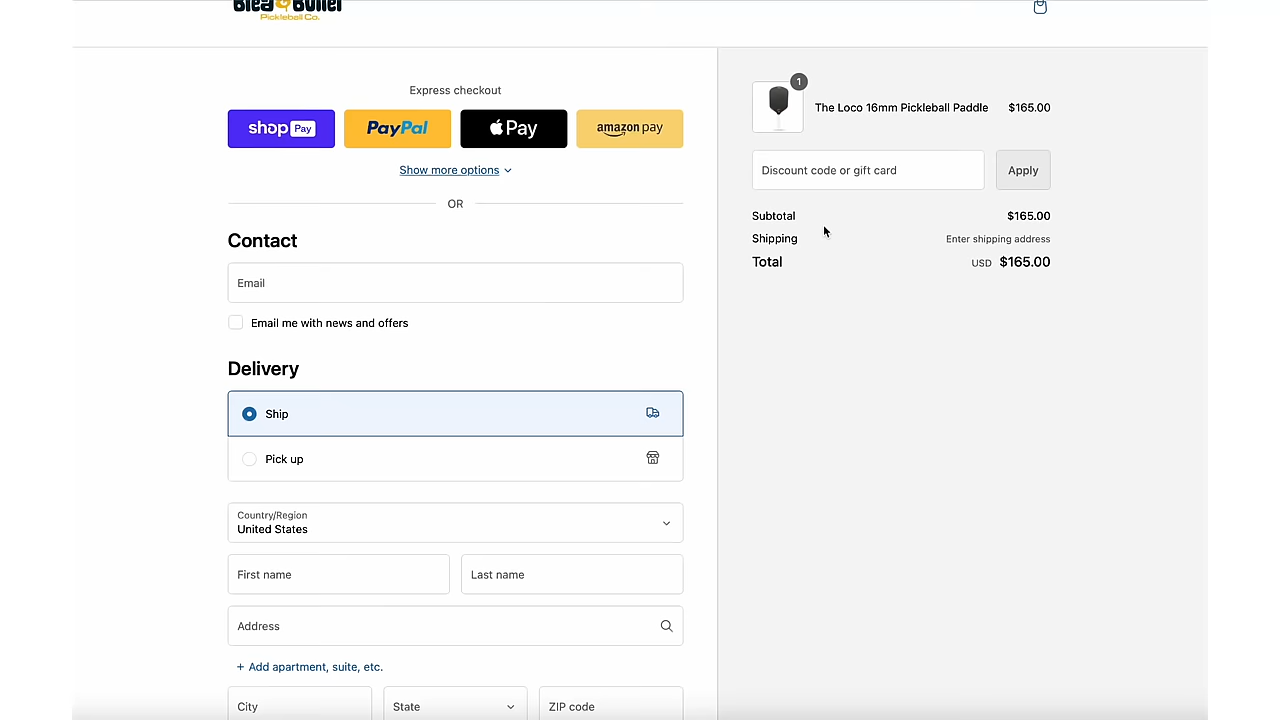 Bread & Butter
Pickleball Co.
Express checkout
shop Pay
PayPal
Pay
amazon pay
Show more options
OR
Contact
Email
Email me with news and offers
Delivery
Ship
Pick up
Country/Region
United States
First name
Last name
Address
+ Add apartment, suite, etc.
City
State
ZIP code
1
The Loco 16mm Pickleball Paddle $165.00
Discount code or gift card
Apply
Subtotal $165.00
Shipping Enter shipping address
Total USD $165.00